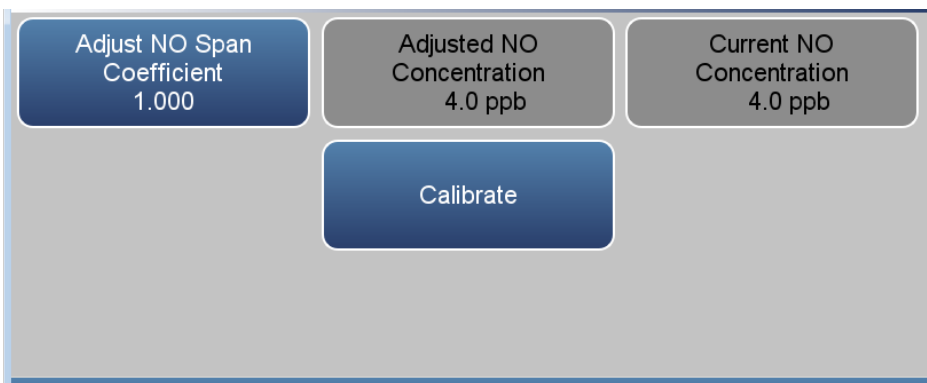 Adjust NO Span
Coefficient
1.000
Adjusted NO
Concentration
4.0 ppb
Current NO
Concentration
4.0 ppb
Calibrate